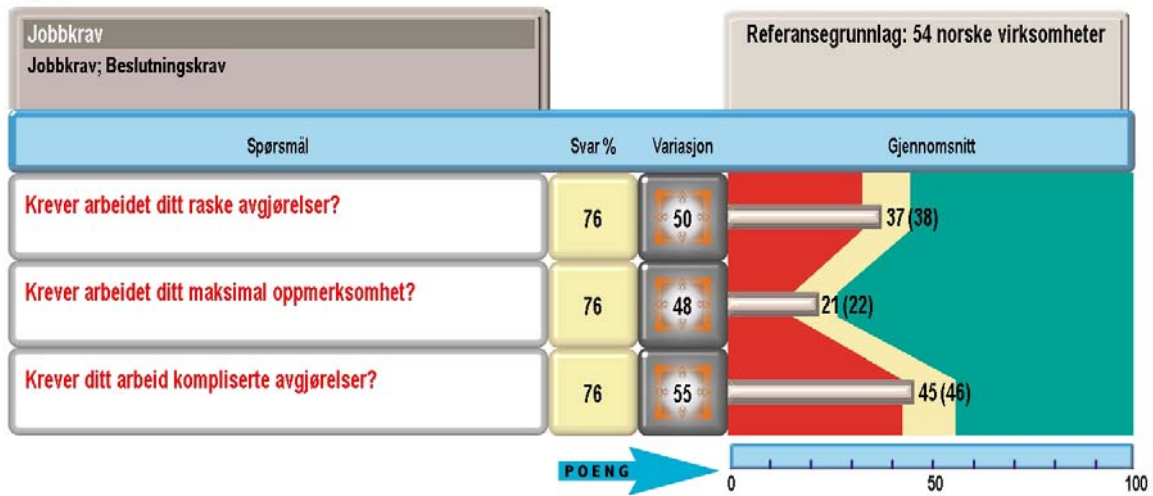 Jobbkrav
Jobbkrav; Beslutningskrav
Referansegrunnlag: 54 norske virksomheter
Spørsmål Svar % Variasjon Gjennomsnitt
Krever arbeidet ditt raske avgjørelser? 76 50 37 (38)
Krever arbeidet ditt maksimal oppmerksomhet? 76 48 21 (22)
Krever ditt arbeid kompliserte avgjørelser? 76 55 45 (46)
POENG
0 50 100